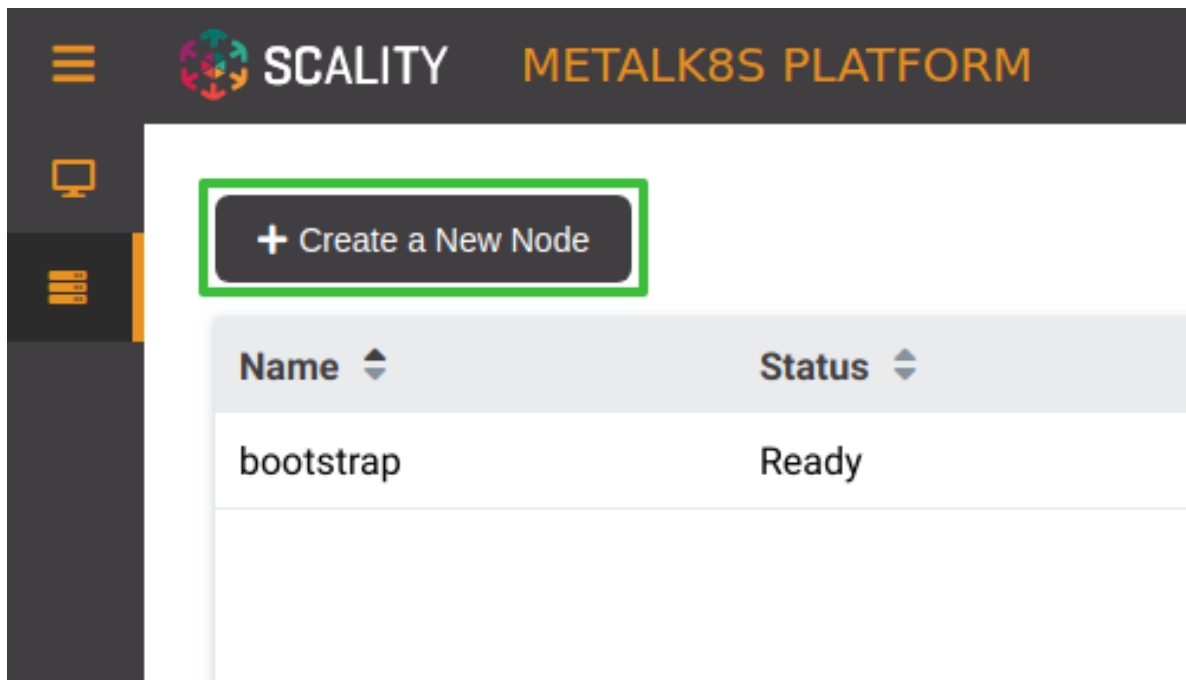 SCALITY METALK8S PLATFORM
Create a New Node
Name Status
bootstrap Ready